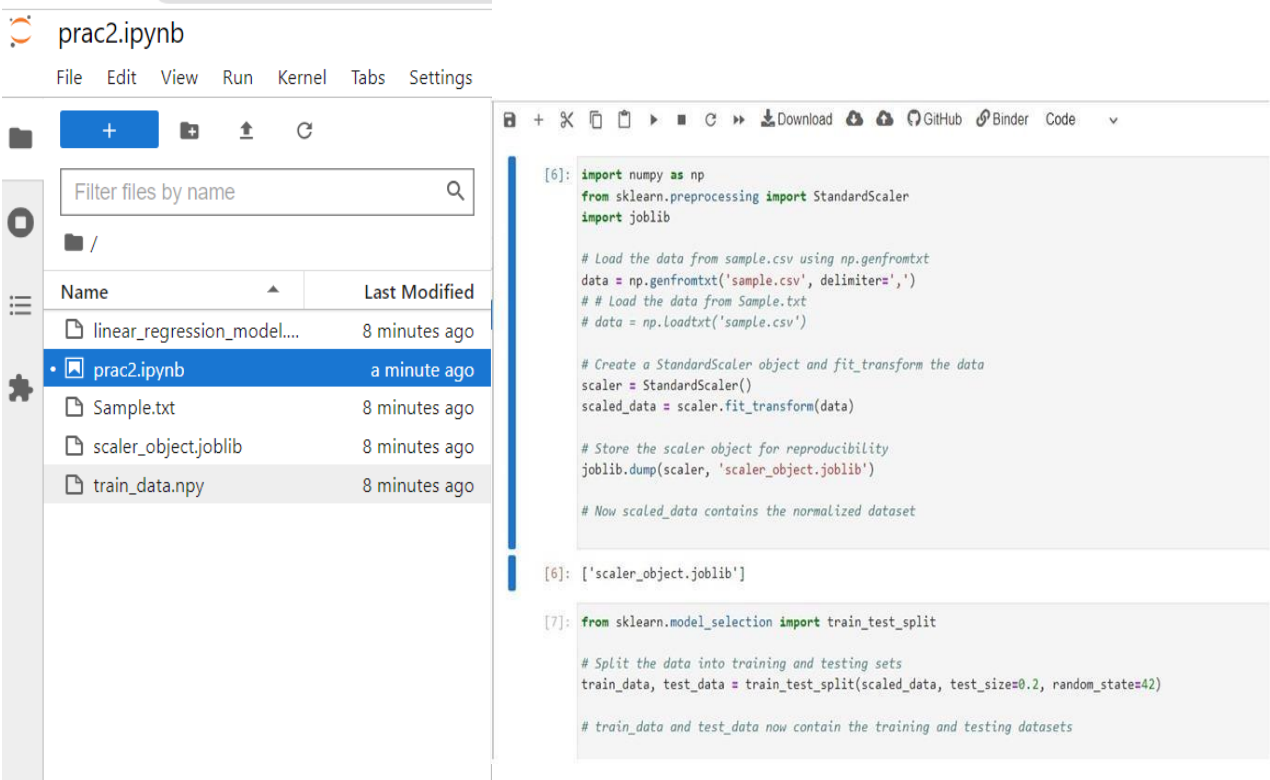 prac2.ipynb
File Edit View Run Kernel Tabs Settings
+
Filter files by name
/
Name Last Modified
linear_regression_model.... 8 minutes ago
• prac2.ipynb a minute ago
Sample.txt 8 minutes ago
scaler_object.joblib 8 minutes ago
train_data.npy 8 minutes ago
Download GitHub Binder Code
[6]: import numpy as np
from sklearn.preprocessing import StandardScaler
import joblib
# Load the data from sample.csv using np.genfromtxt
data = np.genfromtxt('sample.csv', delimiter=',')
# # Load the data from Sample.txt
# data = np.loadtxt('sample.csv')
# Create a StandardScaler object and fit_transform the data
scaler = StandardScaler()
scaled_data = scaler.fit_transform(data)
# Store the scaler object for reproducibility
joblib.dump(scaler, 'scaler_object.joblib')
# Now scaled_data contains the normalized dataset
[6]: ['scaler_object.joblib']
[7]: from sklearn.model_selection import train_test_split
# Split the data into training and testing sets
train_data, test_data = train_test_split(scaled_data, test_size=0.2, random_state=42)
# train_data and test_data now contain the training and testing datasets